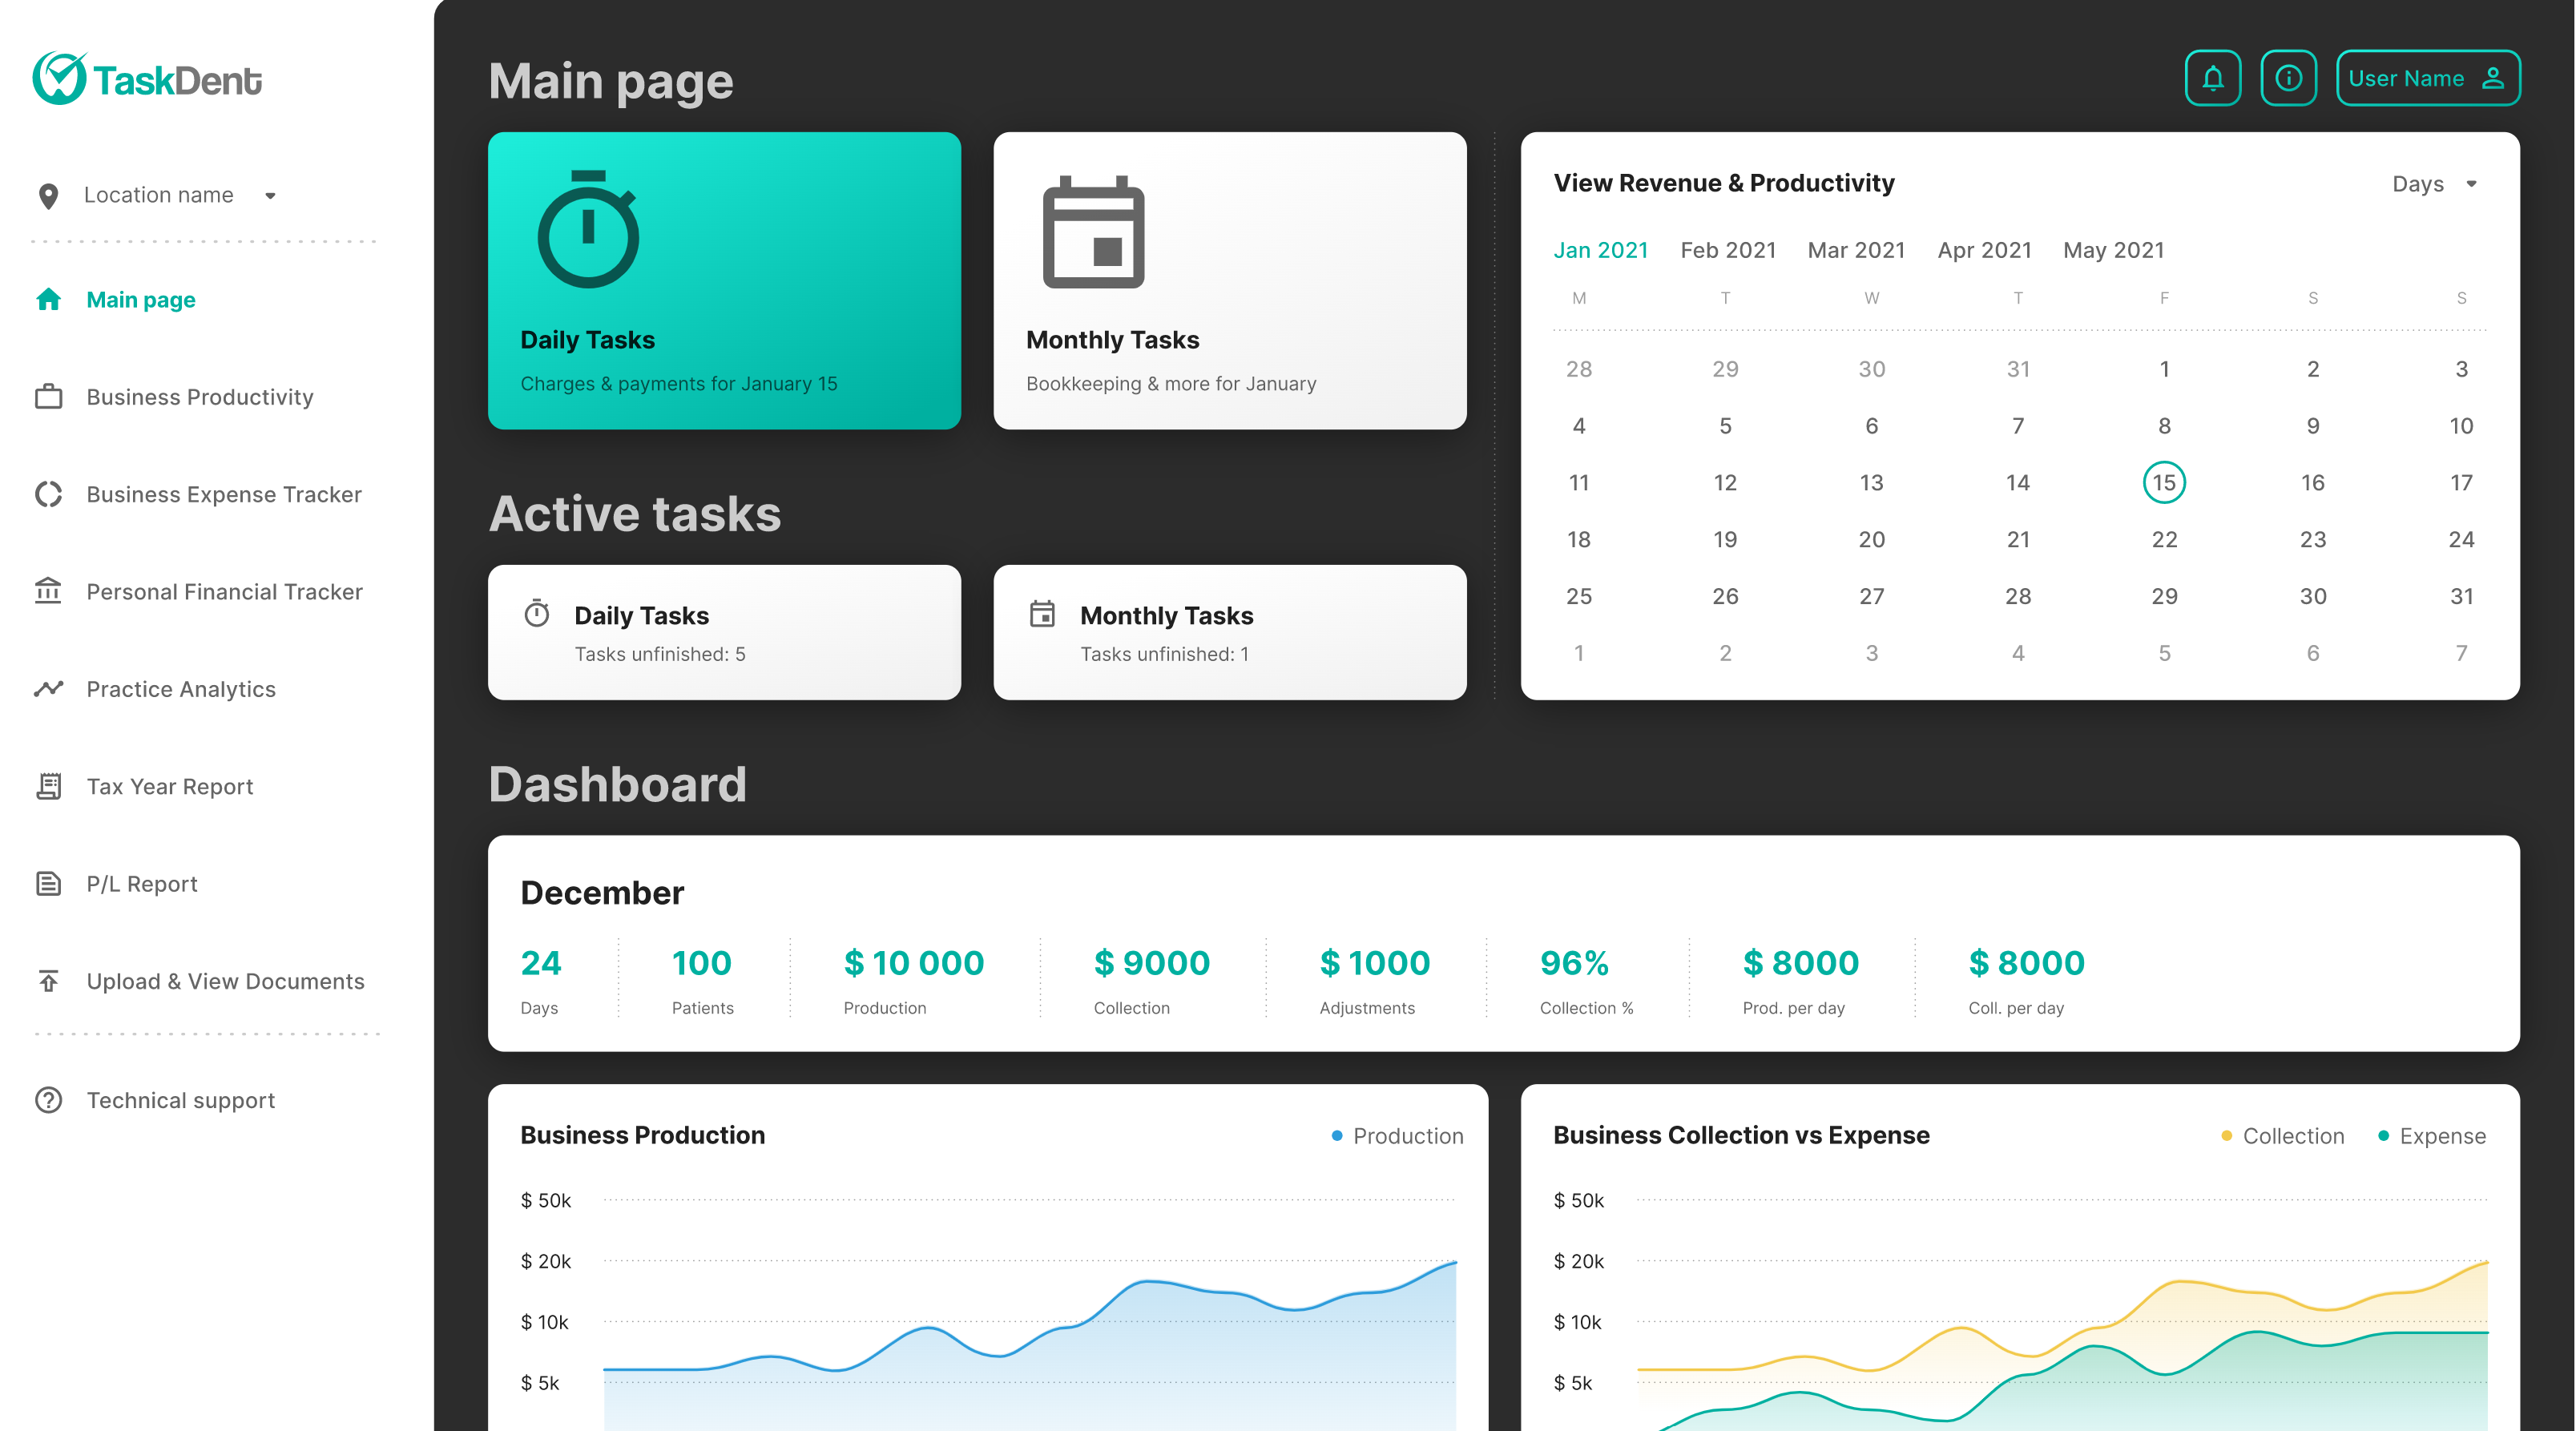 TaskDent
Location name
Main page
Business Productivity
Business Expense Tracker
Personal Financial Tracker
Practice Analytics
Tax Year Report
P/L Report
Upload & View Documents
Technical support
Main page
User Name
Daily Tasks
Charges & payments for January 15
Monthly Tasks
Bookkeeping & more for January
Active tasks
Daily Tasks
Tasks unfinished: 5
Monthly Tasks
Tasks unfinished: 1
View Revenue & Productivity
Days
Jan 2021 Feb 2021 Mar 2021 Apr 2021 May 2021
M T W T F S S
28 29 30 31 1 2 3
4 5 6 7 8 9 10
11 12 13 14 15 16 17
18 19 20 21 22 23 24
25 26 27 28 29 30 31
1 2 3 4 5 6 7
Dashboard
December
24 100 $ 10 000 $ 9000 $ 1000 96% $ 8000 $ 8000
Days Patients Production Collection Adjustments Collection % Prod. per day Coll. per day
Business Production
Production
$ 50k
$ 20k
$ 10k
$ 5k
Business Collection vs Expense
Collection Expense
$ 50k
$ 20k
$ 10k
$ 5k